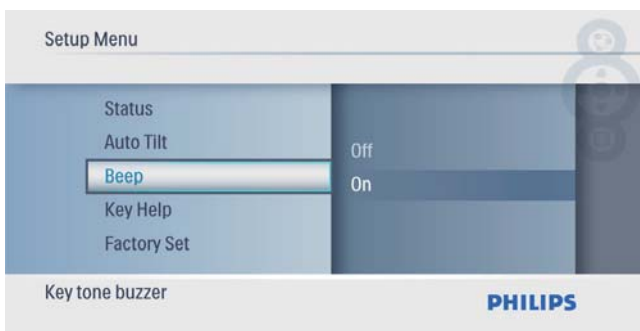 Setup Menu
Status
Auto Tilt
Beep
Key Help
Factory Set
Off
On
Key tone buzzer
PHILIPS